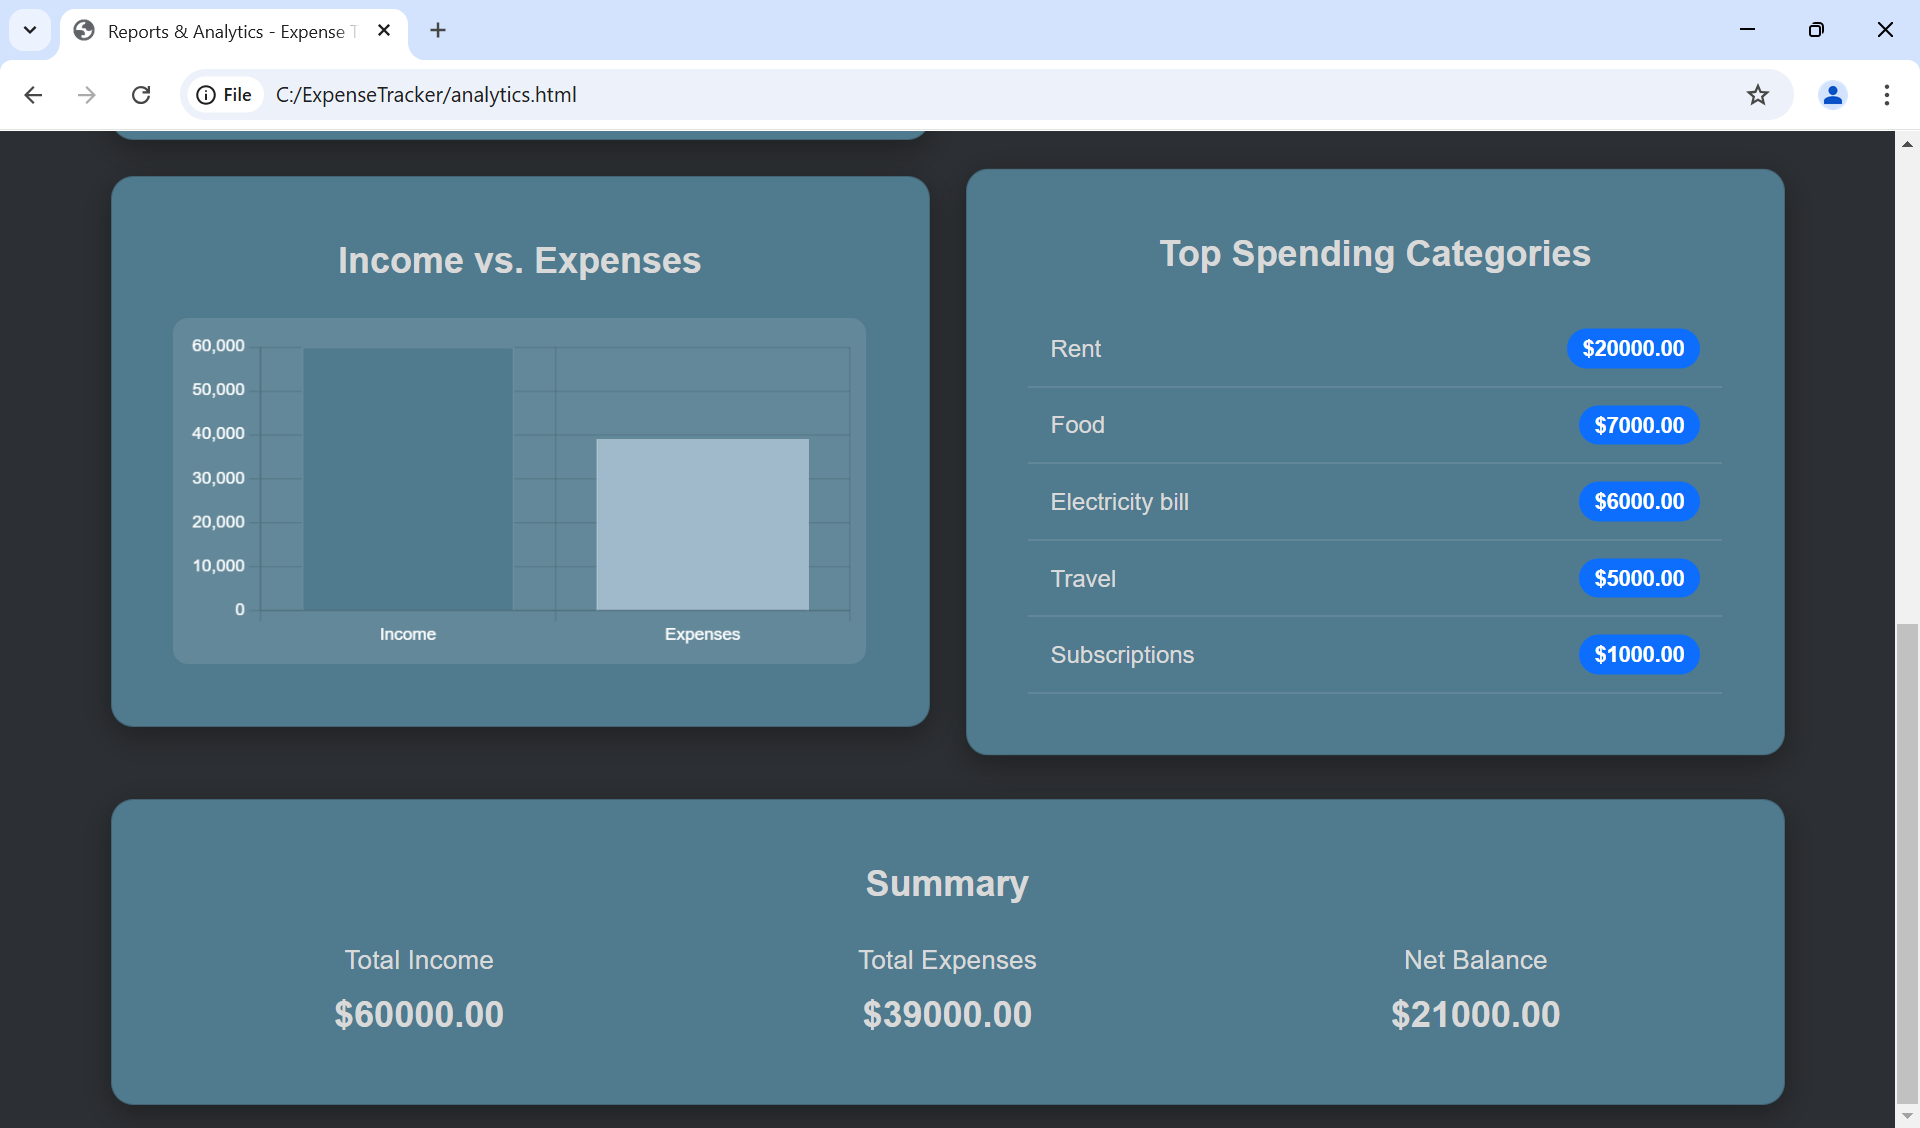 Reports & Analytics - Expense T
File
C:/ExpenseTracker/analytics.html
Income vs. Expenses
60,000
50,000
40,000
30,000
20,000
10,000
0
Income
Expenses
Top Spending Categories
Rent $20000.00
Food $7000.00
Electricity bill $6000.00
Travel $5000.00
Subscriptions $1000.00
Summary
Total Income
$60000.00
Total Expenses
$39000.00
Net Balance
$21000.00